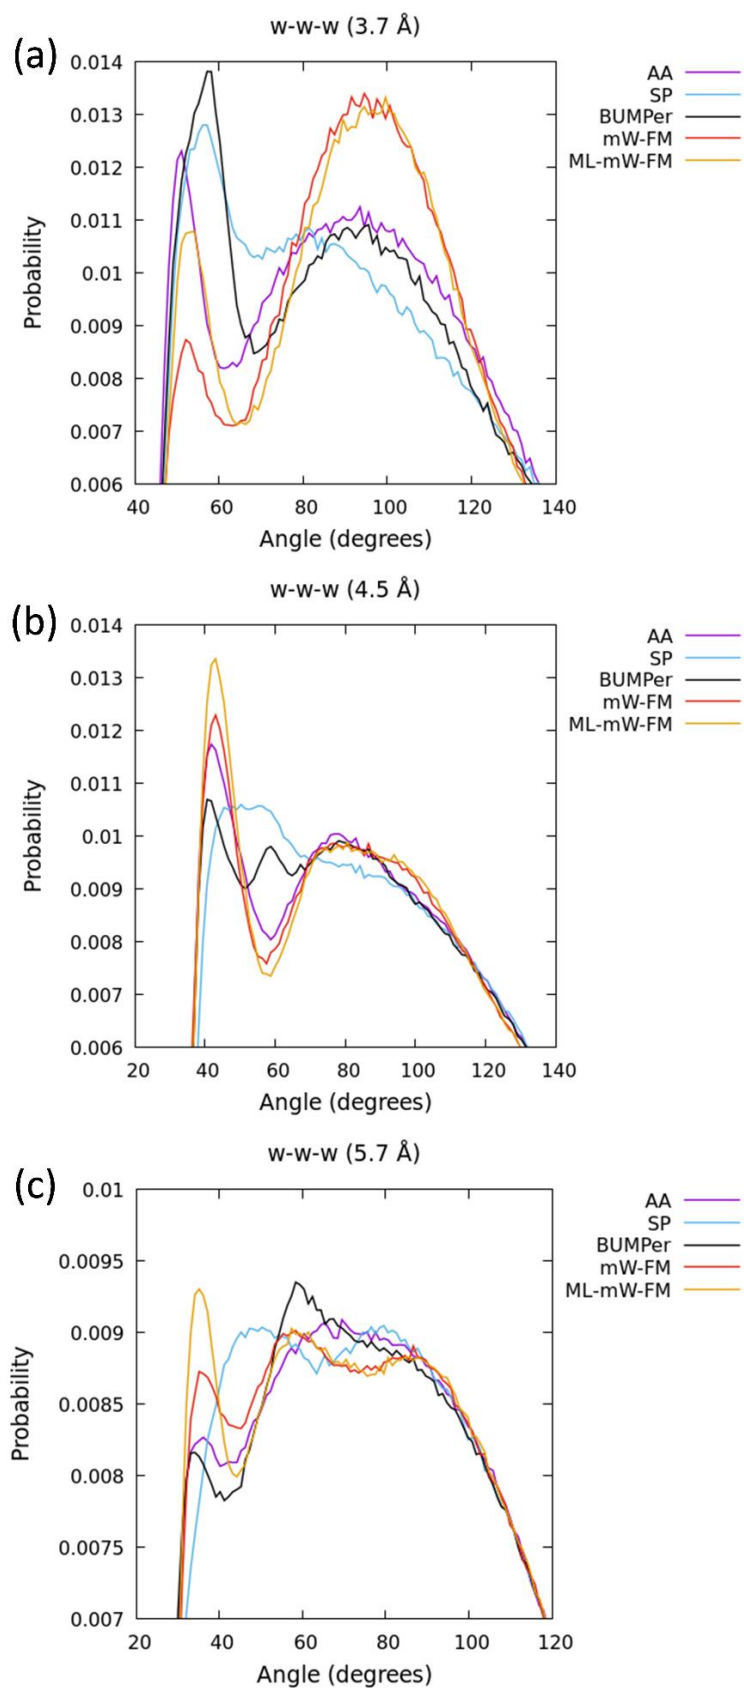 w-w-w (3.7 Å)
(a)
0.014
0.013
0.012
0.011
0.01
0.009
0.008
0.007
0.006
Probability
40 60 80 100 120 140
Angle (degrees)
AA
SP
BUMPer
mW-FM
ML-mW-FM
w-w-w (4.5 Å)
(b)
0.014
0.013
0.012
0.011
0.01
0.009
0.008
0.007
0.006
Probability
20 40 60 80 100 120 140
Angle (degrees)
AA
SP
BUMPer
mW-FM
ML-mW-FM
w-w-w (5.7 Å)
(c)
0.01
0.0095
0.009
0.0085
0.008
0.0075
0.007
Probability
20 40 60 80 100 120
Angle (degrees)
AA
SP
BUMPer
mW-FM
ML-mW-FM